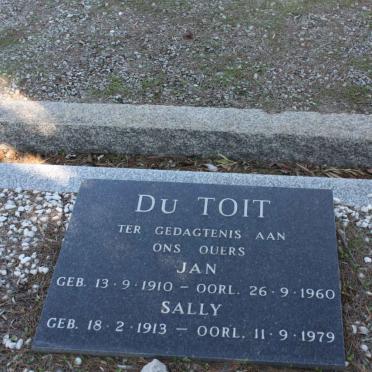 DU TOIT
TER GEDAGTENIS AAN
ONS OUERS
JAN
GEB. 13 · 9 · 1910 – OORL. 26 · 9 · 1960
SALLY
GEB. 18 · 2 · 1913 – OORL. 11 · 9 · 1979